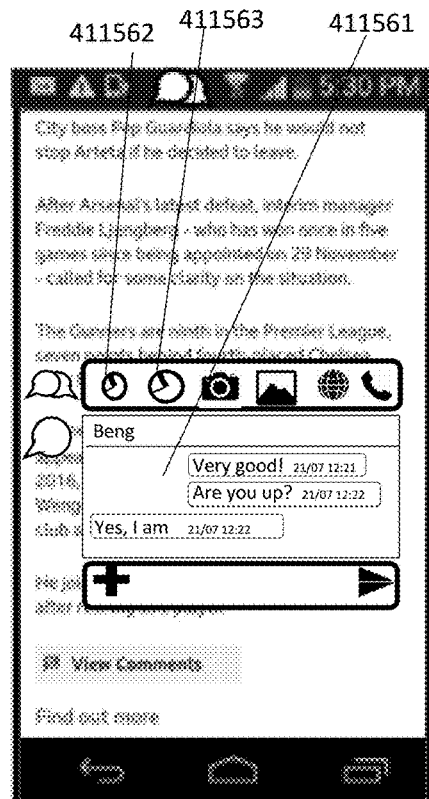 411562
411563
411561
5:30 PM
City boss Pep Guardiola says he would not
stop Arteta if he decided to leave.
After Arsenal's latest defeat, interim manager
Freddie Ljungberg - who has won once in five
games since being appointed on 29 November
- called for some clarity on the situation.
The Gunners are ninth in the Premier League,
Beng
Very good! 21/07 12:21
Are you up? 21/07 12:22
Yes, I am 21/07 12:22
2016,
club
He
after
View Comments
Find out more